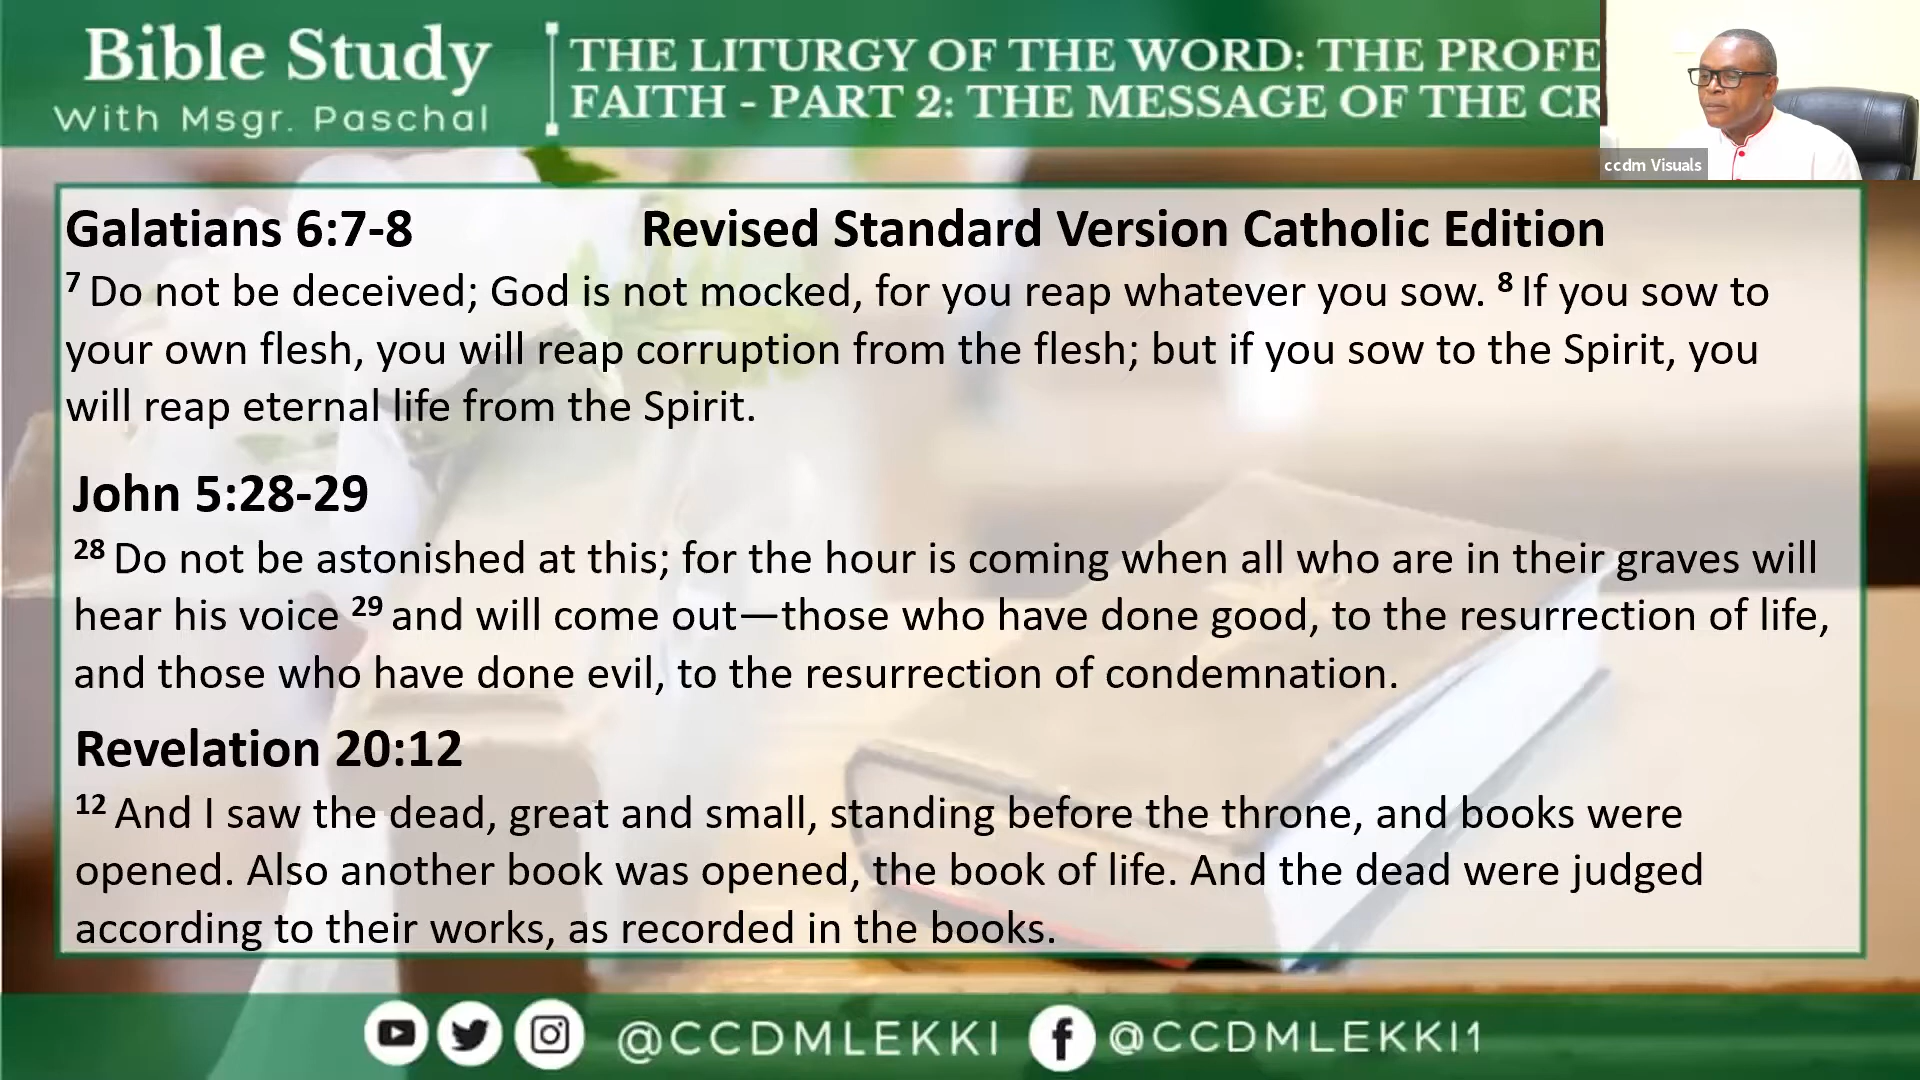 Bible Study
With Msgr. Paschal
THE LITURGY OF THE WORD: THE PROFE
FAITH - PART 2: THE MESSAGE OF THE CR
ccdm Visuals
Galatians 6:7-8 Revised Standard Version Catholic Edition
7 Do not be deceived; God is not mocked, for you reap whatever you sow. 8 If you sow to
your own flesh, you will reap corruption from the flesh; but if you sow to the Spirit, you
will reap eternal life from the Spirit.
John 5:28-29
28 Do not be astonished at this; for the hour is coming when all who are in their graves will
hear his voice 29 and will come out—those who have done good, to the resurrection of life,
and those who have done evil, to the resurrection of condemnation.
Revelation 20:12
12 And I saw the dead, great and small, standing before the throne, and books were
opened. Also another book was opened, the book of life. And the dead were judged
according to their works, as recorded in the books.
@CCDMLEKKI @CCDMLEKKI1